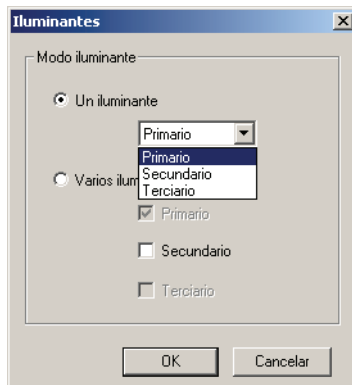 Iluminantes
Modo iluminante
Un iluminante
Primario
Primario
Secundario
Terciario
Varios ilum
Primario
Secundario
Terciario
OK Cancelar